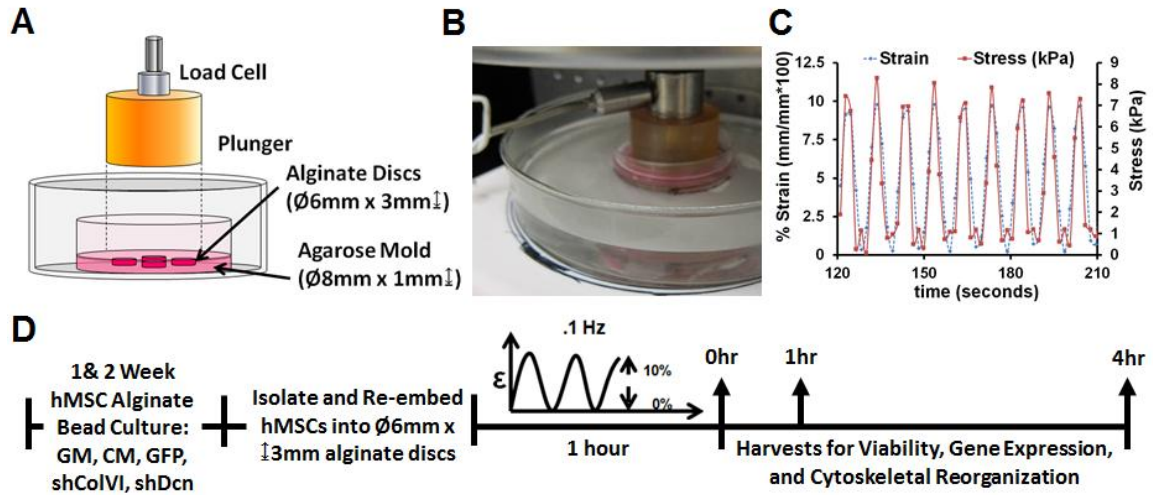 A
Load Cell
Plunger
Alginate Discs
(Ø6mm x 3mm↨)
Agarose Mold
(Ø8mm x 1mm↨)
B
C
Strain
Stress (kPa)
% Strain (mm/mm*100)
12.5
10
7.5
5
2.5
0
9
8
7
6
5
4
3
2
1
0
Stress (kPa)
120
150
180
210
time (seconds)
D
1& 2 Week
hMSC Alginate
Bead Culture:
GM, CM, GFP,
shColVI, shDcn
Isolate and Re-embed
hMSCs into Ø6mm x
↨3mm alginate discs
.1 Hz
ε
10%
0%
1 hour
0hr
1hr
4hr
Harvests for Viability, Gene Expression,
and Cytoskeletal Reorganization